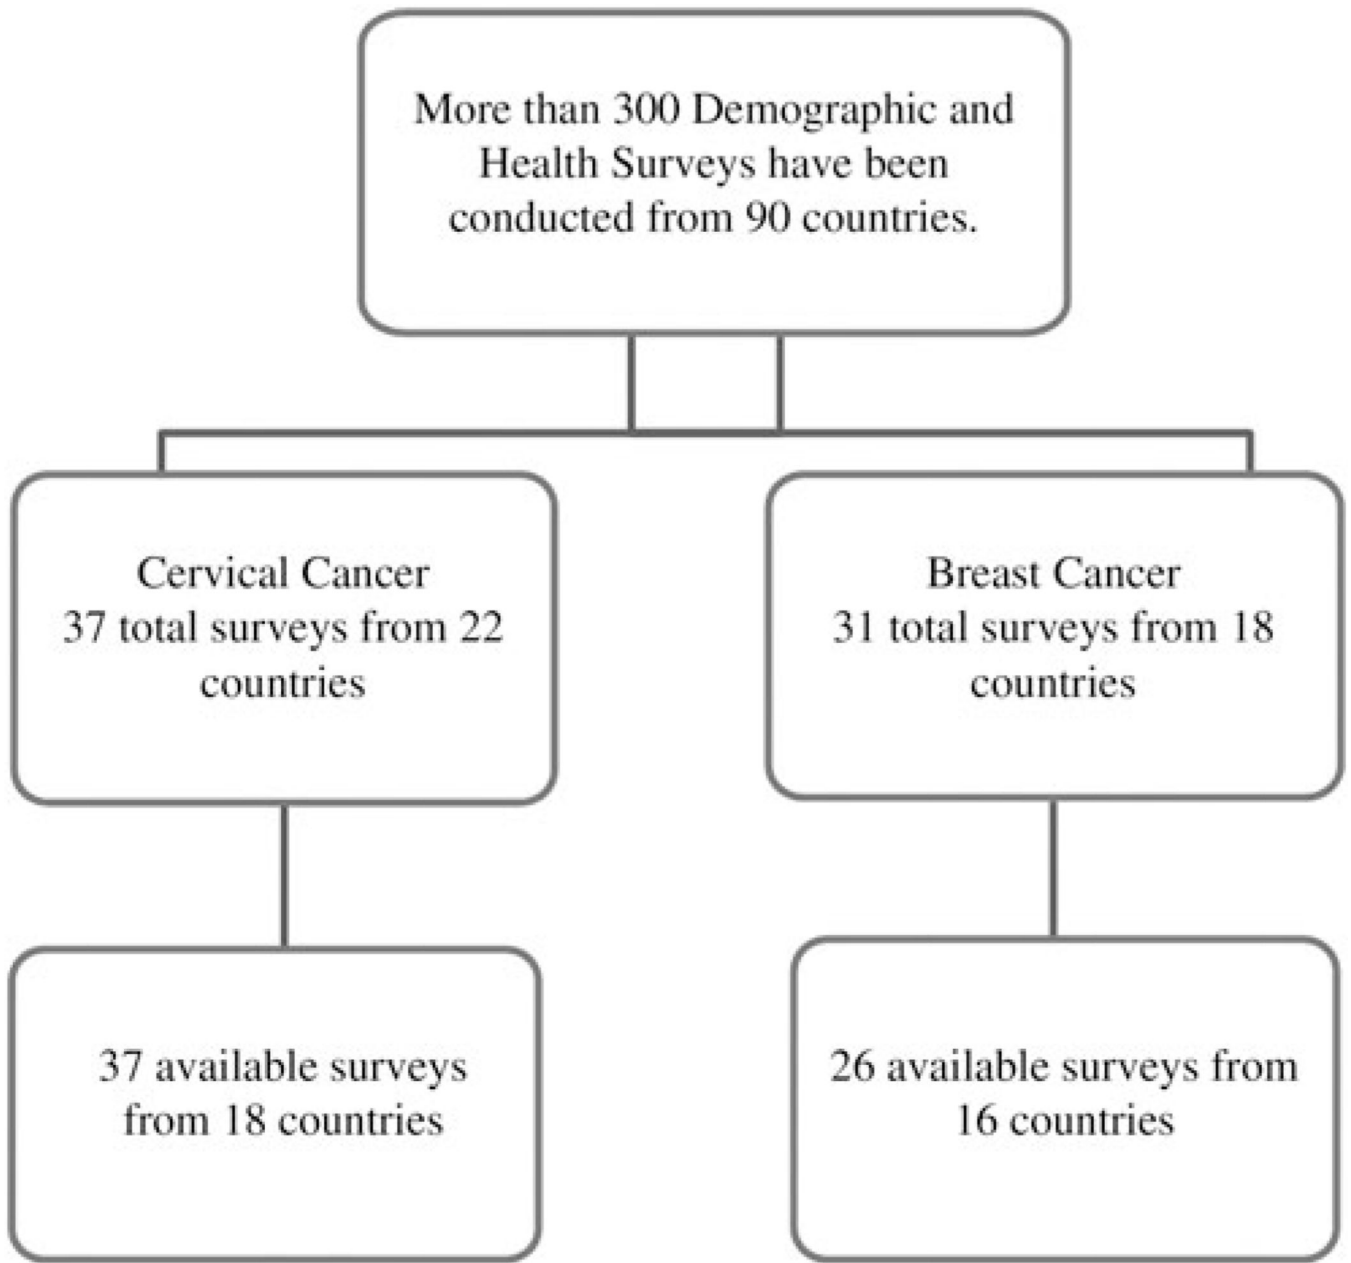 More than 300 Demographic and
Health Surveys have been
conducted from 90 countries.
Cervical Cancer
37 total surveys from 22
countries
Breast Cancer
31 total surveys from 18
countries
37 available surveys
from 18 countries
26 available surveys from
16 countries